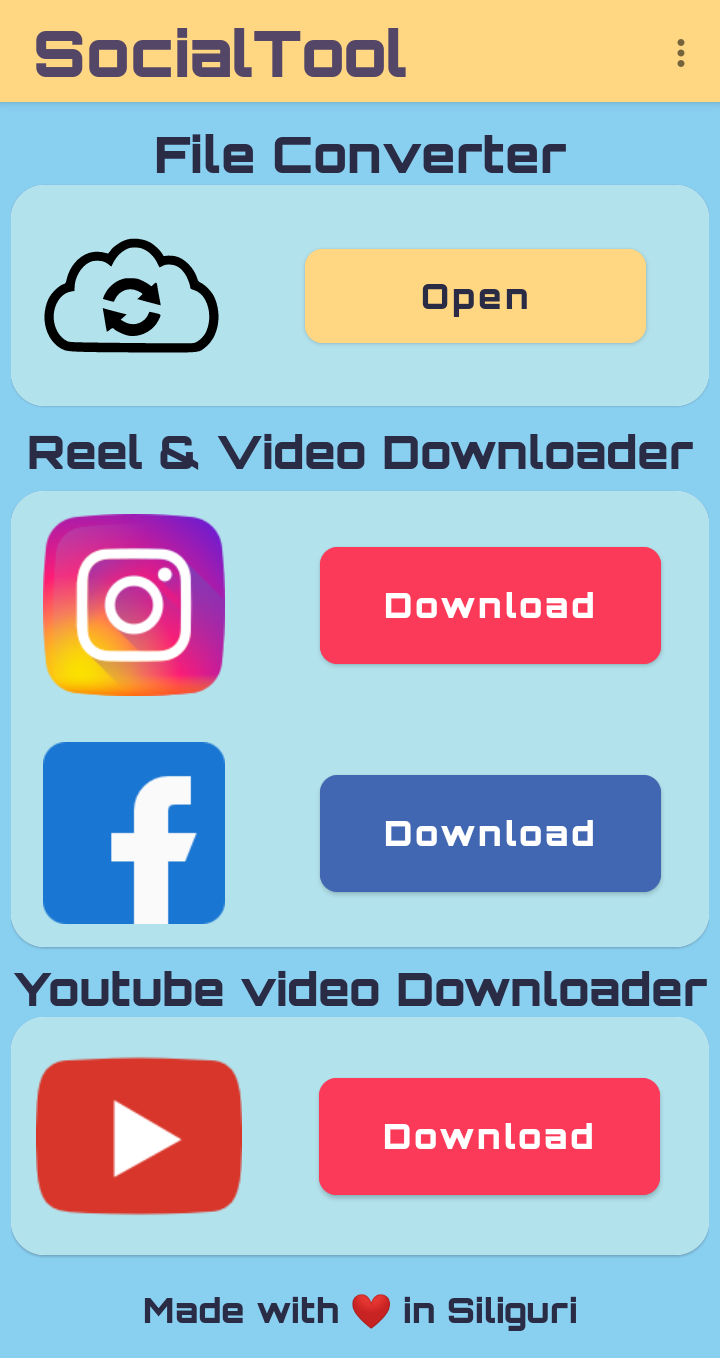 SocialTool
File Converter
Open
Reel & Video Downloader
Download
Download
Youtube video Downloader
Download
Made with ❤️ in Siliguri